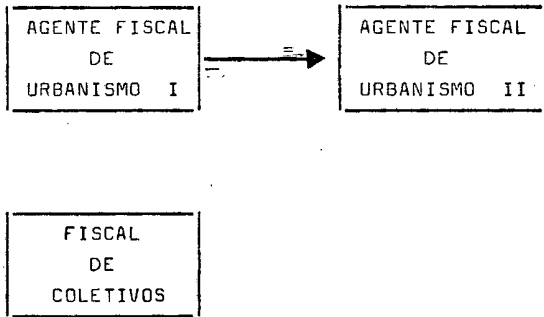 AGENTE FISCAL
DE
URBANISMO I
AGENTE FISCAL
DE
URBANISMO II
FISCAL
DE
COLETIVOS